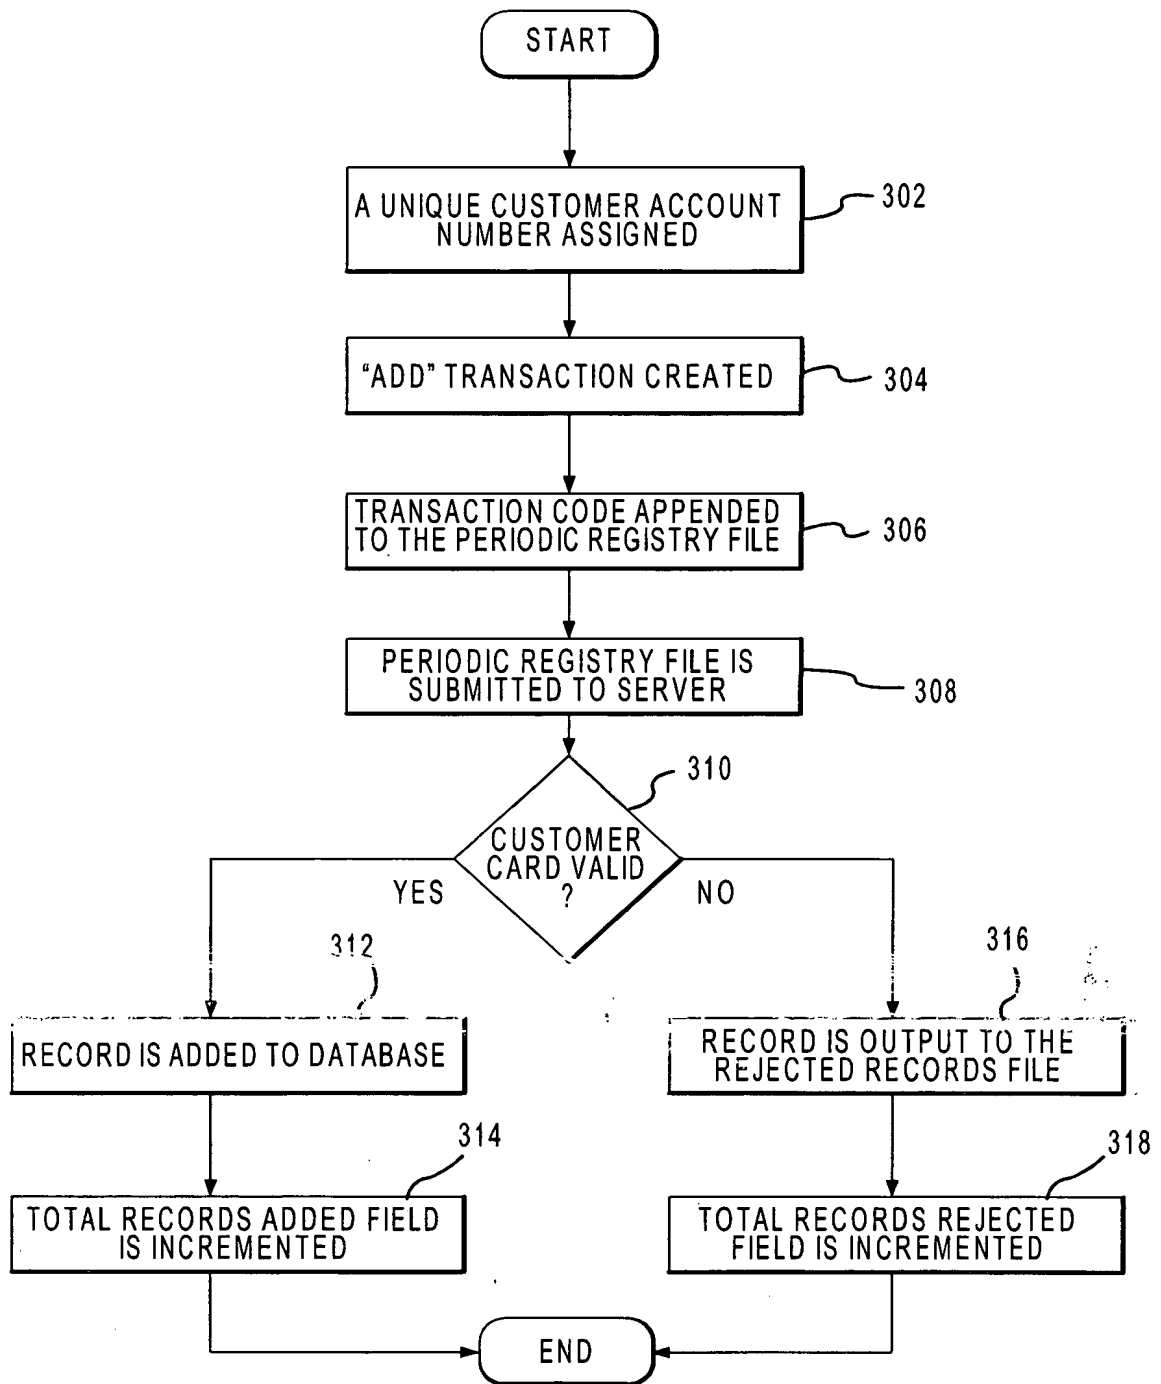 START
A UNIQUE CUSTOMER ACCOUNT
NUMBER ASSIGNED
302
"ADD" TRANSACTION CREATED
304
TRANSACTION CODE APPENDED
TO THE PERIODIC REGISTRY FILE
306
PERIODIC REGISTRY FILE IS
SUBMITTED TO SERVER
308
310
CUSTOMER
CARD VALID
?
YES
NO
312
RECORD IS ADDED TO DATABASE
316
RECORD IS OUTPUT TO THE
REJECTED RECORDS FILE
314
TOTAL RECORDS ADDED FIELD
IS INCREMENTED
318
TOTAL RECORDS REJECTED
FIELD IS INCREMENTED
END